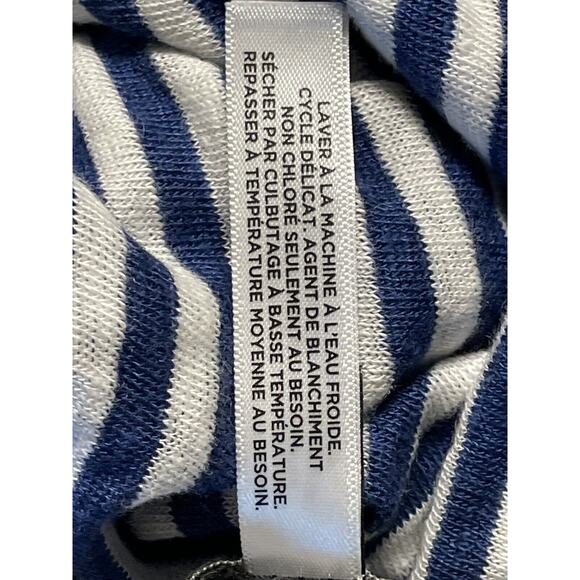 LAVER À LA MACHINE À L'EAU FROIDE.
CYCLE DÉLICAT. AGENT DE BLANCHIMENT
NON CHLORÉ SEULEMENT AU BESOIN.
SÉCHER PAR CULBUTAGE À BASSE TEMPÉRATURE.
REPASSER À TEMPÉRATURE MOYENNE AU BESOIN.